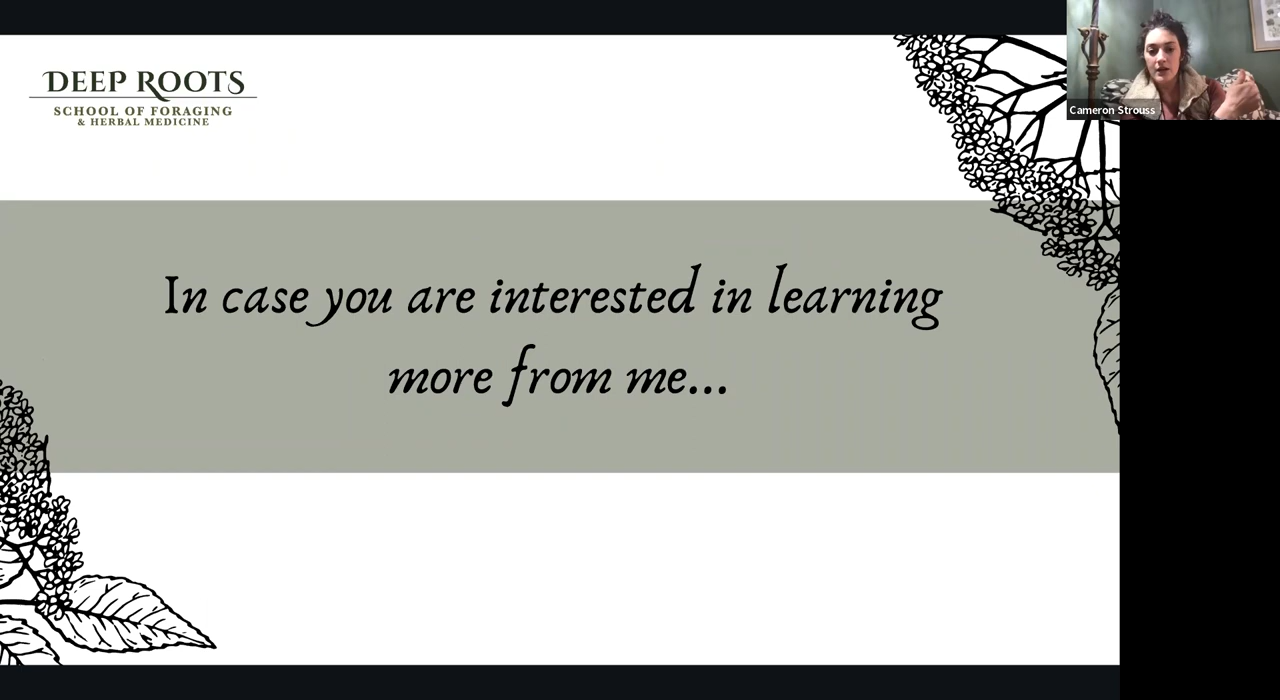 DEEP ROOTS
SCHOOL OF FORAGING
& HERBAL MEDICINE
Cameron Strouss
In case you are interested in learning
more from me...